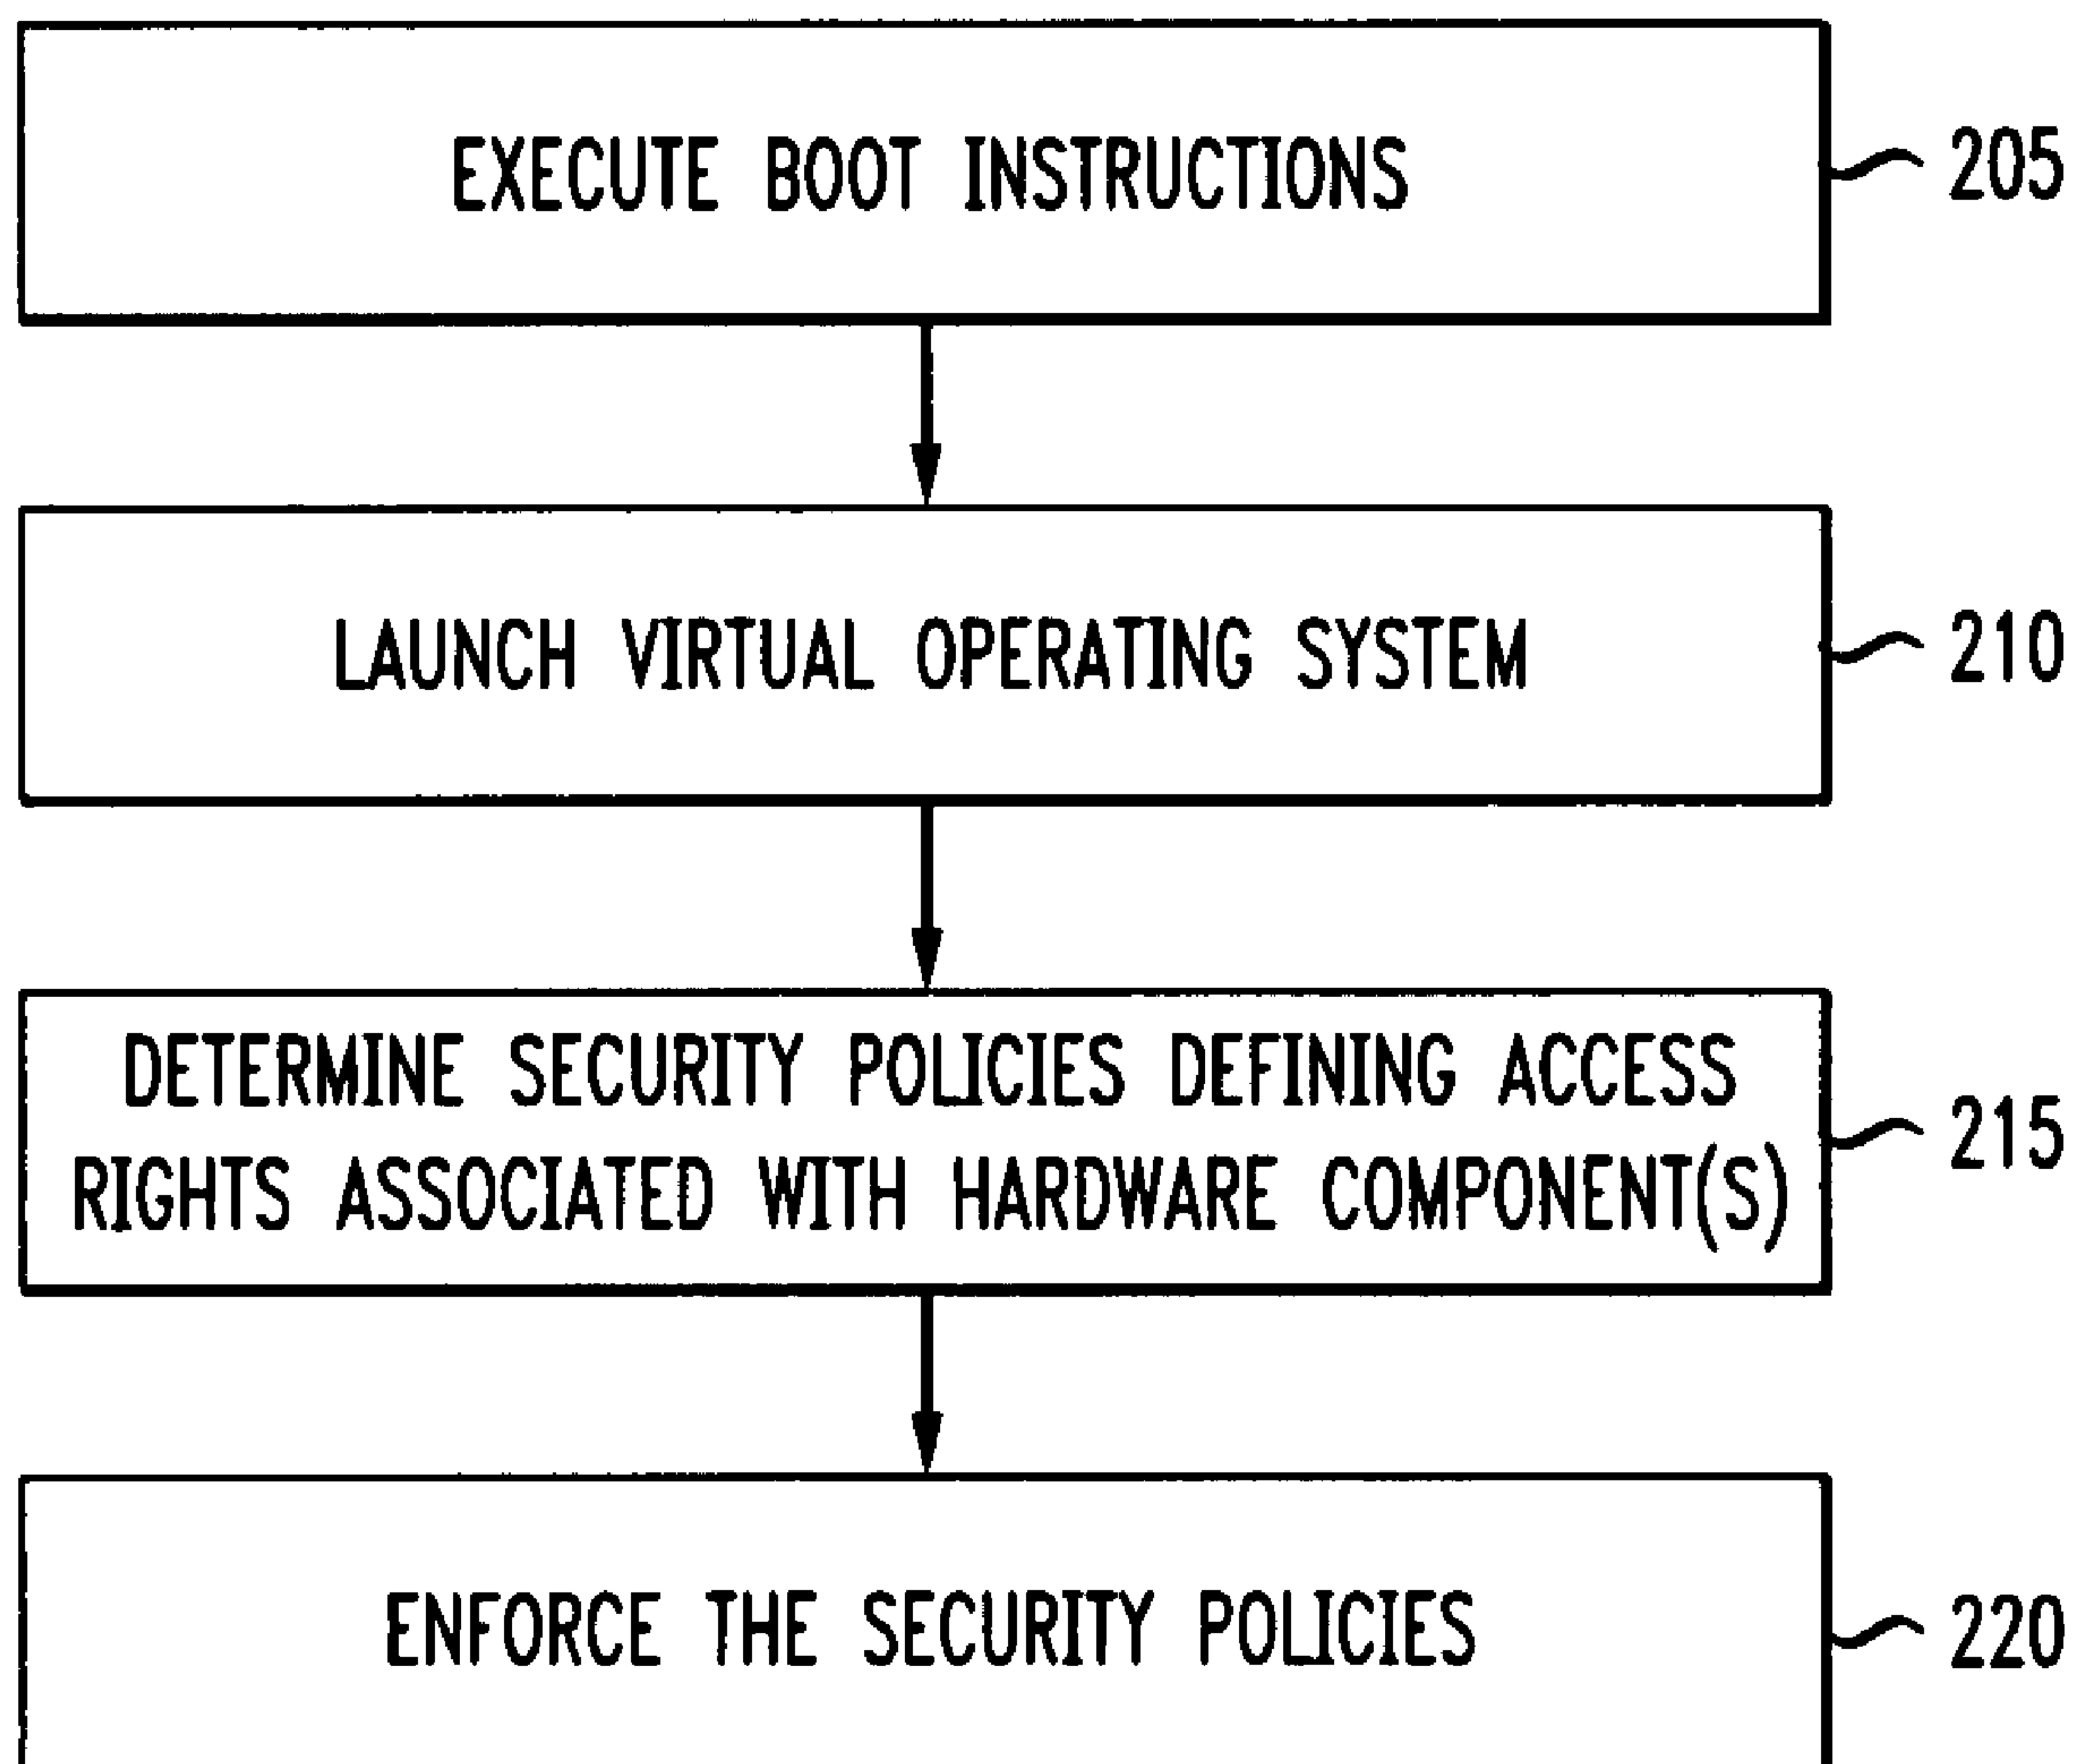 EXECUTE BOOT INSTRUCTIONS
205
LAUNCH VIRTUAL OPERATING SYSTEM
210
DETERMINE SECURITY POLICIES DEFINING ACCESS
RIGHTS ASSOCIATED WITH HARDWARE COMPONENT(S)
215
ENFORCE THE SECURITY POLICIES
220